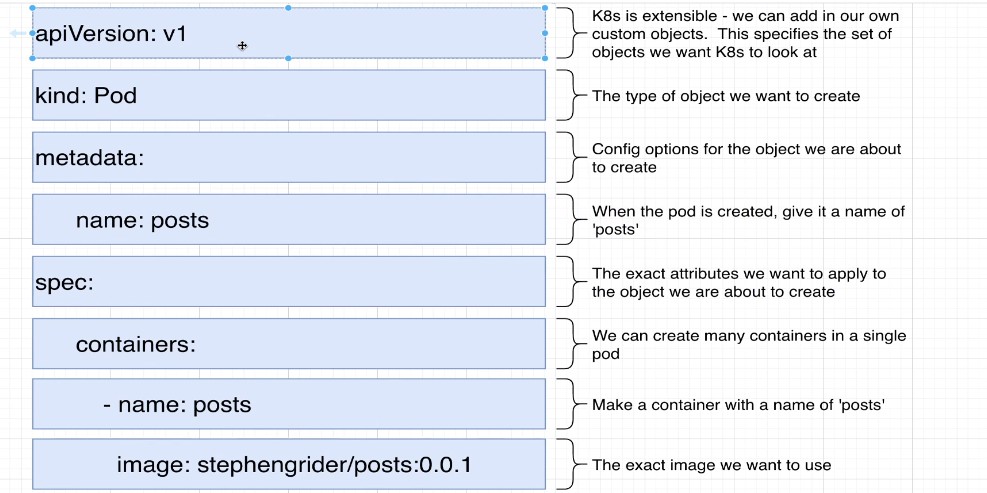 apiVersion: v1
K8s is extensible - we can add in our own
custom objects.  This specifies the set of
objects we want K8s to look at
kind: Pod
The type of object we want to create
metadata:
Config options for the object we are about
to create
name: posts
When the pod is created, give it a name of
'posts'
spec:
The exact attributes we want to apply to
the object we are about to create
containers:
We can create many containers in a single
pod
- name: posts
Make a container with a name of 'posts'
image: stephengrider/posts:0.0.1
The exact image we want to use